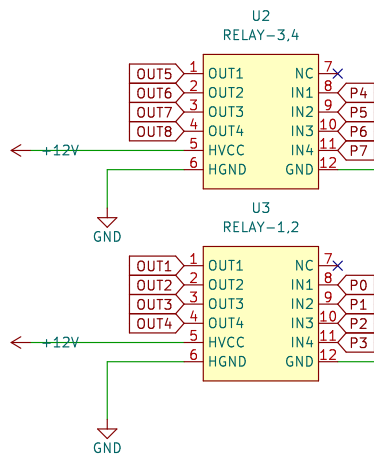 U2
RELAY-3,4
OUT5 1 OUT1 NC 7
OUT6 2 OUT2 IN1 8 P4
OUT7 3 OUT3 IN2 9 P5
OUT8 4 OUT4 IN3 10 P6
+12V 5 HVCC IN4 11 P7
6 HGND GND 12
GND
U3
RELAY-1,2
OUT1 1 OUT1 NC 7
OUT2 2 OUT2 IN1 8 P0
OUT3 3 OUT3 IN2 9 P1
OUT4 4 OUT4 IN3 10 P2
+12V 5 HVCC IN4 11 P3
6 HGND GND 12
GND